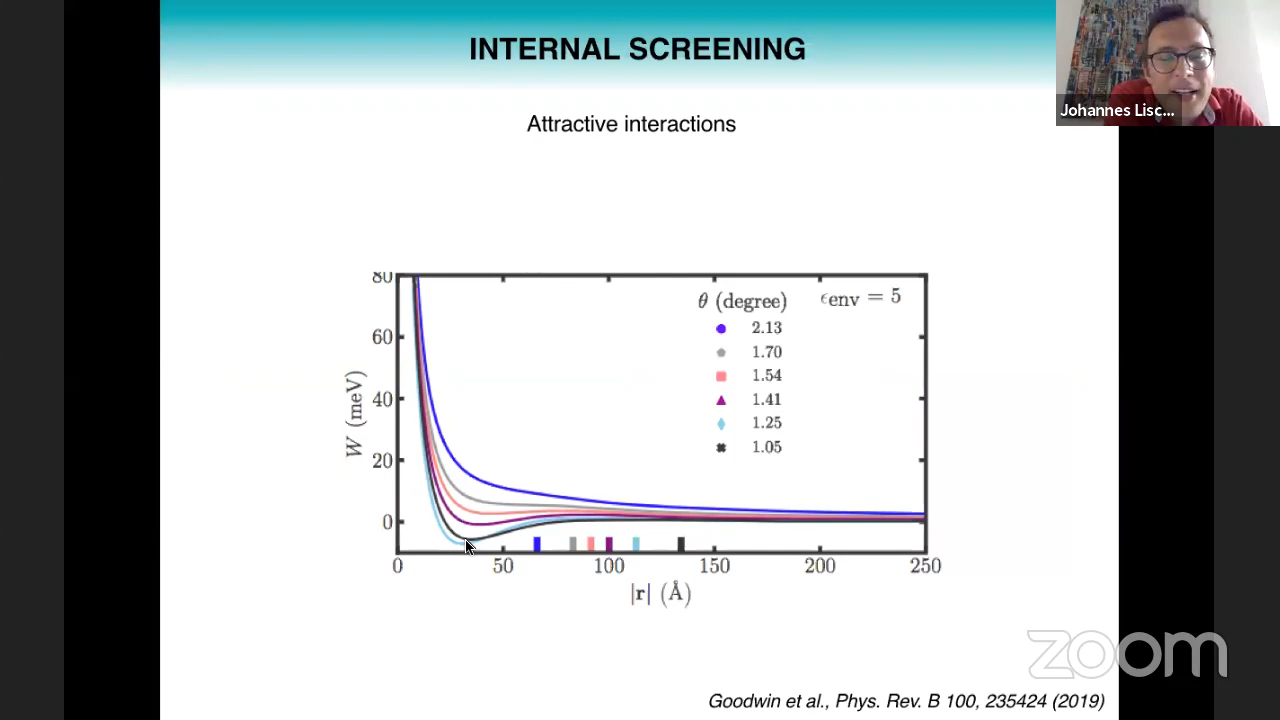 INTERNAL SCREENING
Johannes Lisc...
Attractive interactions
80
60
40
20
0
W (meV)
θ (degree)
ϵenv = 5
2.13
1.70
1.54
1.41
1.25
1.05
0 50 100 150 200 250
|r| (Å)
zoom
Goodwin et al., Phys. Rev. B 100, 235424 (2019)